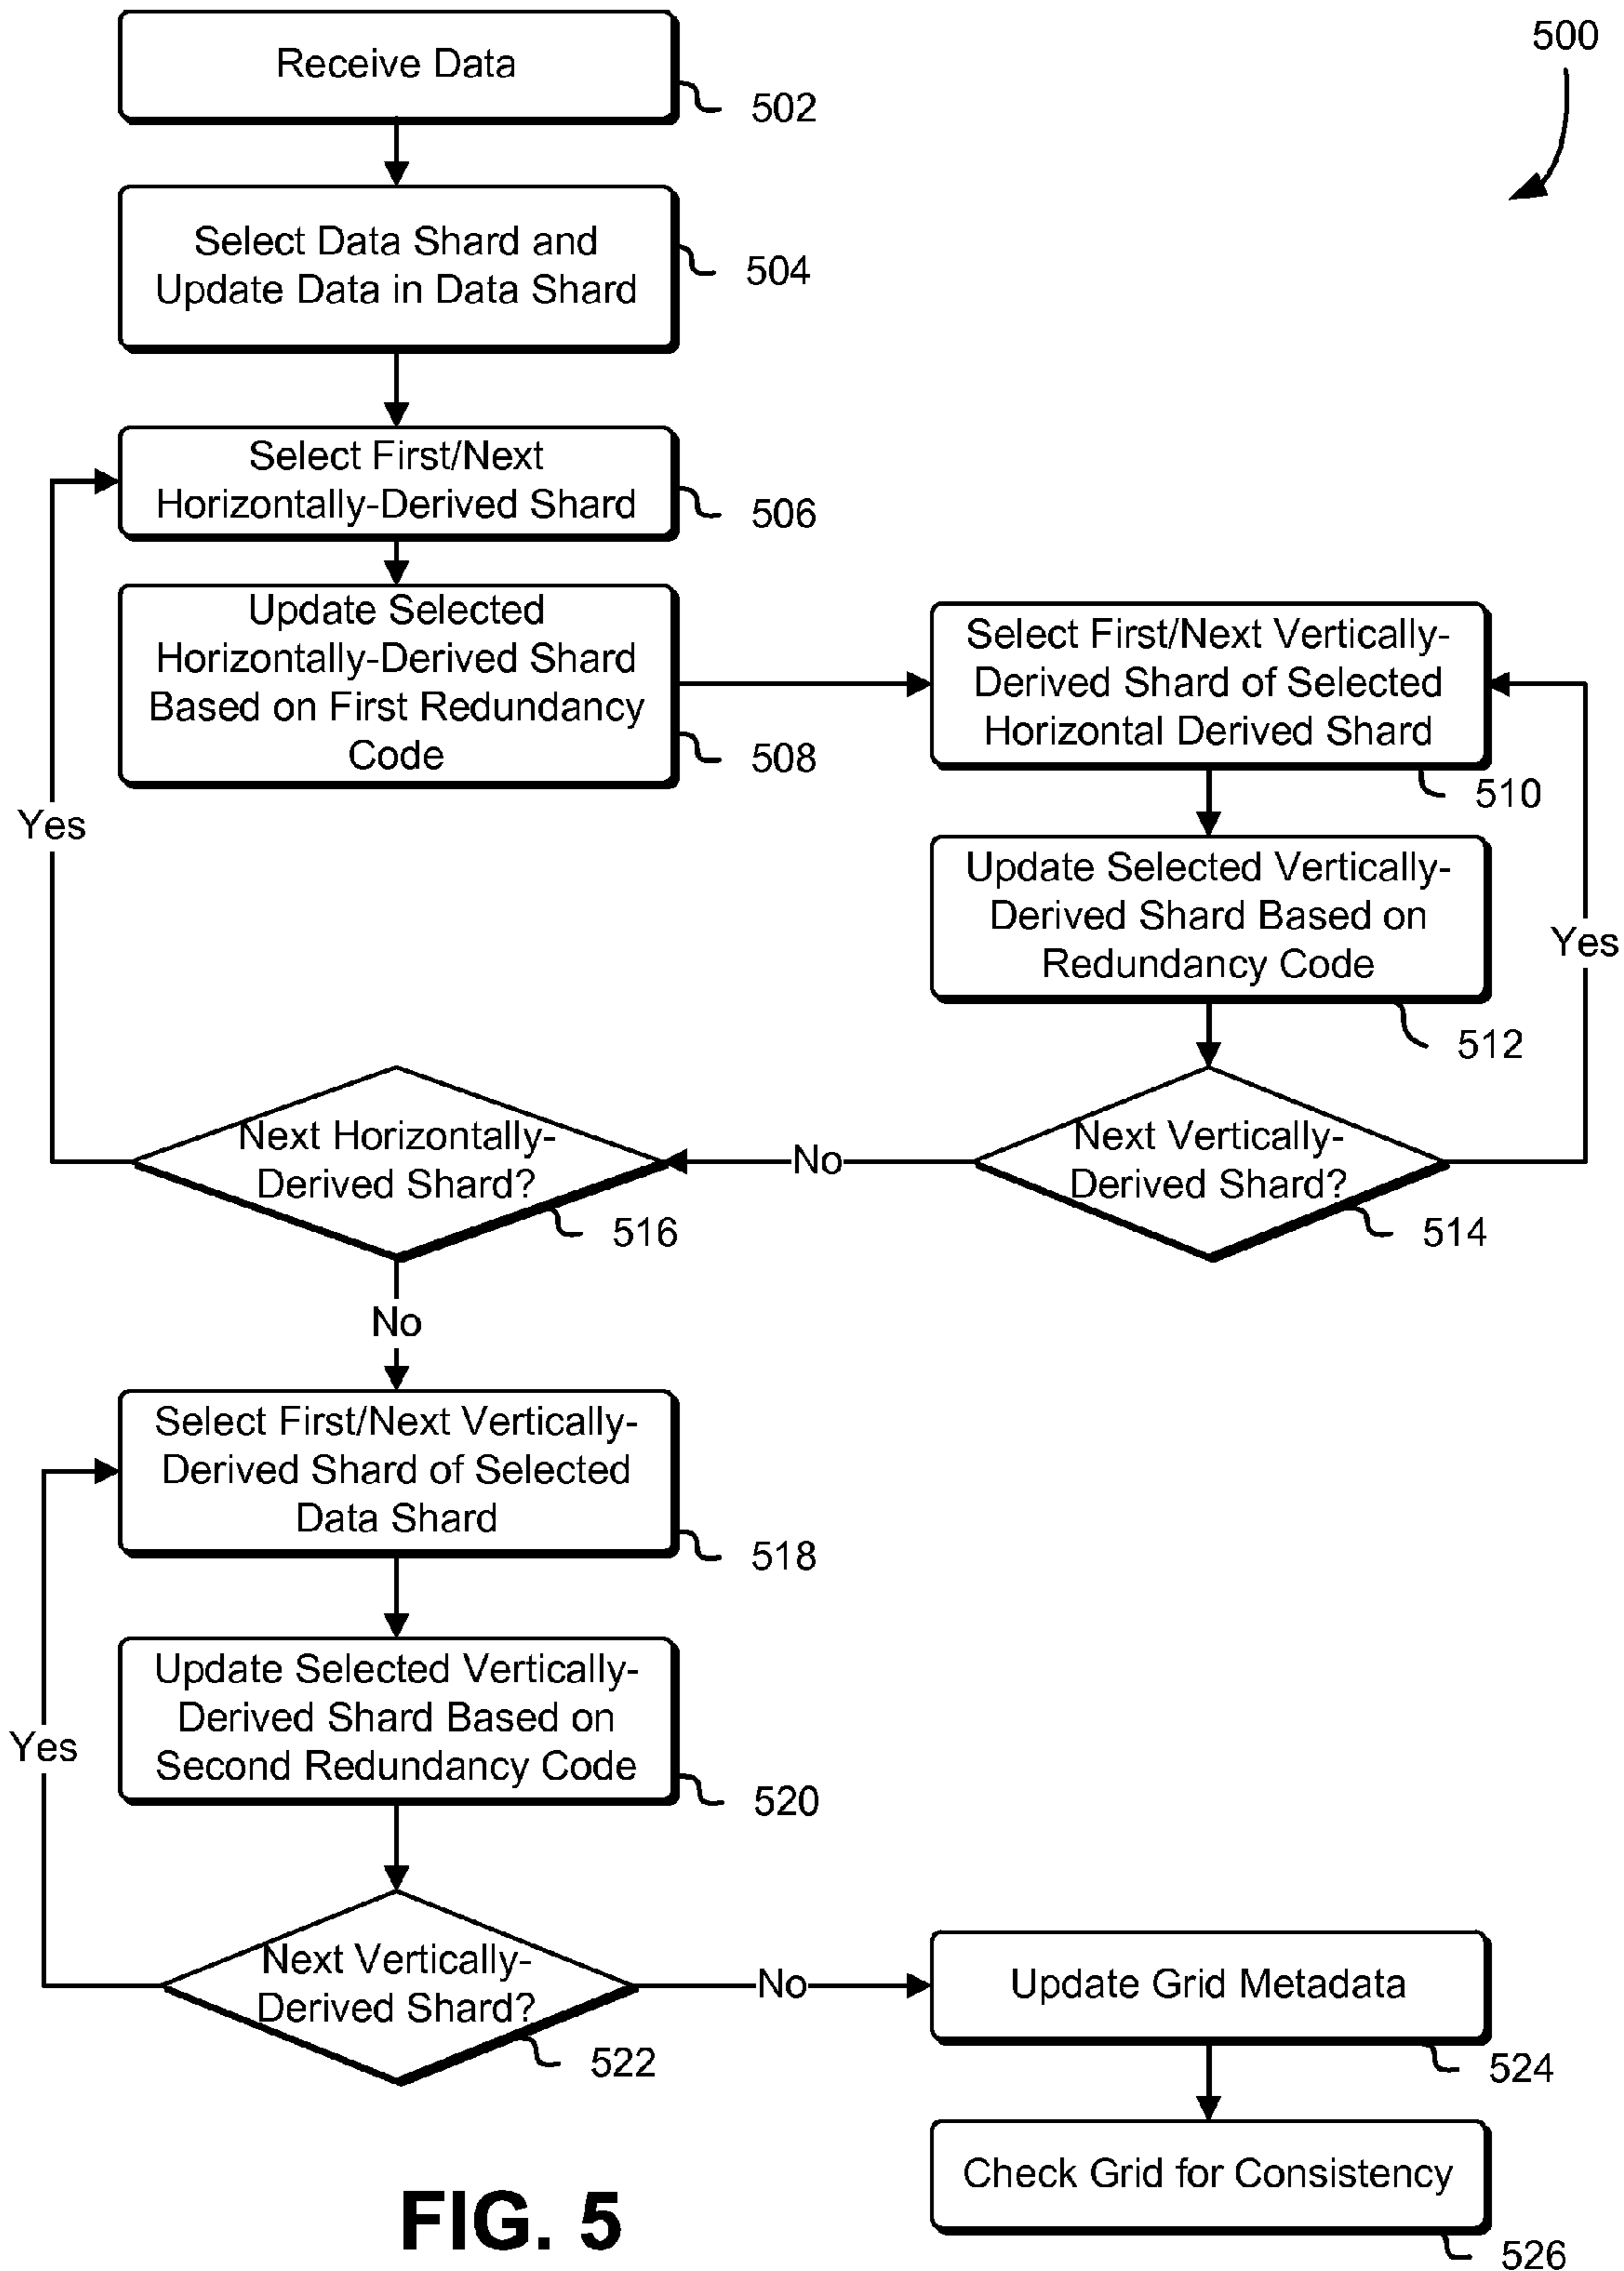 500
Receive Data
502
Select Data Shard and
Update Data in Data Shard
504
Select First/Next
Horizontally-Derived Shard
506
Update Selected
Horizontally-Derived Shard
Based on First Redundancy
Code
508
Select First/Next Vertically-
Derived Shard of Selected
Horizontal Derived Shard
510
Update Selected Vertically-
Derived Shard Based on
Redundancy Code
512
Yes
Yes
Next Vertically-
Derived Shard?
514
No
Next Horizontally-
Derived Shard?
516
No
Select First/Next Vertically-
Derived Shard of Selected
Data Shard
518
Update Selected Vertically-
Derived Shard Based on
Second Redundancy Code
520
Yes
Next Vertically-
Derived Shard?
522
No
Update Grid Metadata
524
Check Grid for Consistency
526
FIG. 5